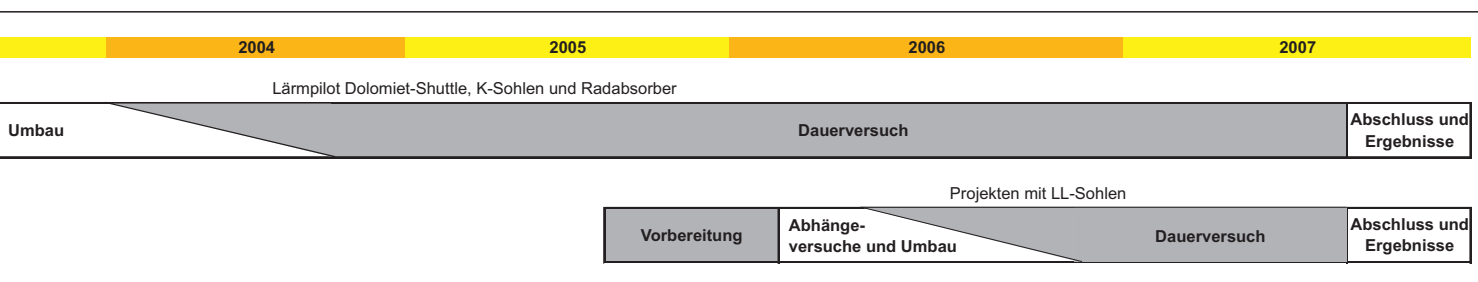 2004 2005 2006 2007
Lärmpilot Dolomiet-Shuttle, K-Sohlen und Radabsorber
Umbau
Dauerversuch
Abschluss und
Ergebnisse
Projekten mit LL-Sohlen
Vorbereitung
Abhänge-
versuche und Umbau
Dauerversuch
Abschluss und
Ergebnisse